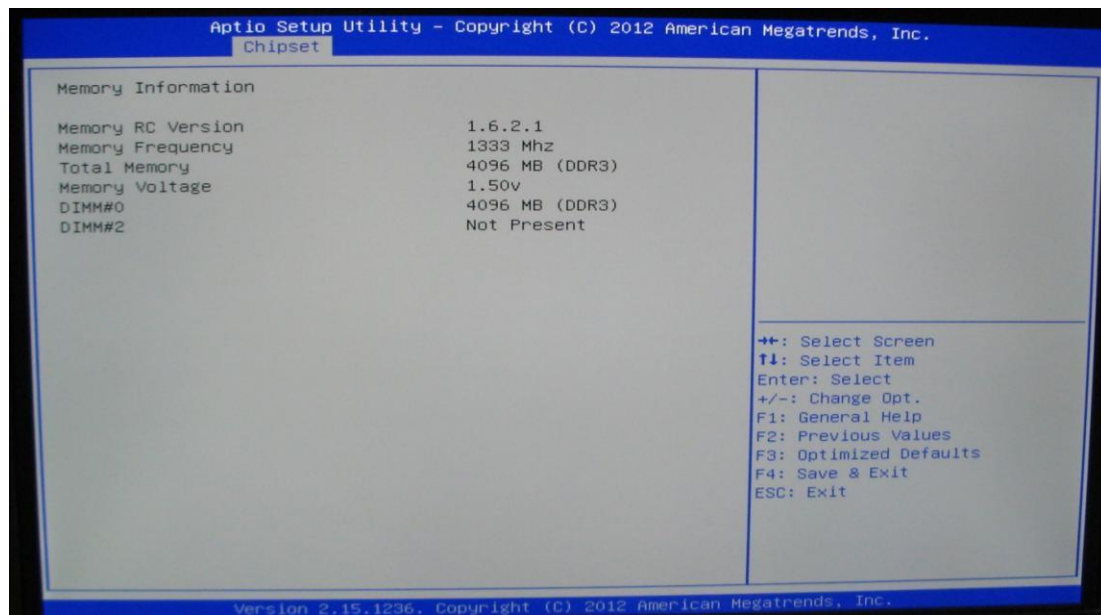 Aptio Setup Utility – Copyright (C) 2012 American Megatrends, Inc.
Chipset
Memory Information
Memory RC Version 1.6.2.1
Memory Frequency 1333 Mhz
Total Memory 4096 MB (DDR3)
Memory Voltage 1.50v
DIMM#0 4096 MB (DDR3)
DIMM#2 Not Present
→←: Select Screen
↑↓: Select Item
Enter: Select
+/-: Change Opt.
F1: General Help
F2: Previous Values
F3: Optimized Defaults
F4: Save & Exit
ESC: Exit
Version 2.15.1236. Copyright (C) 2012 American Megatrends, Inc.